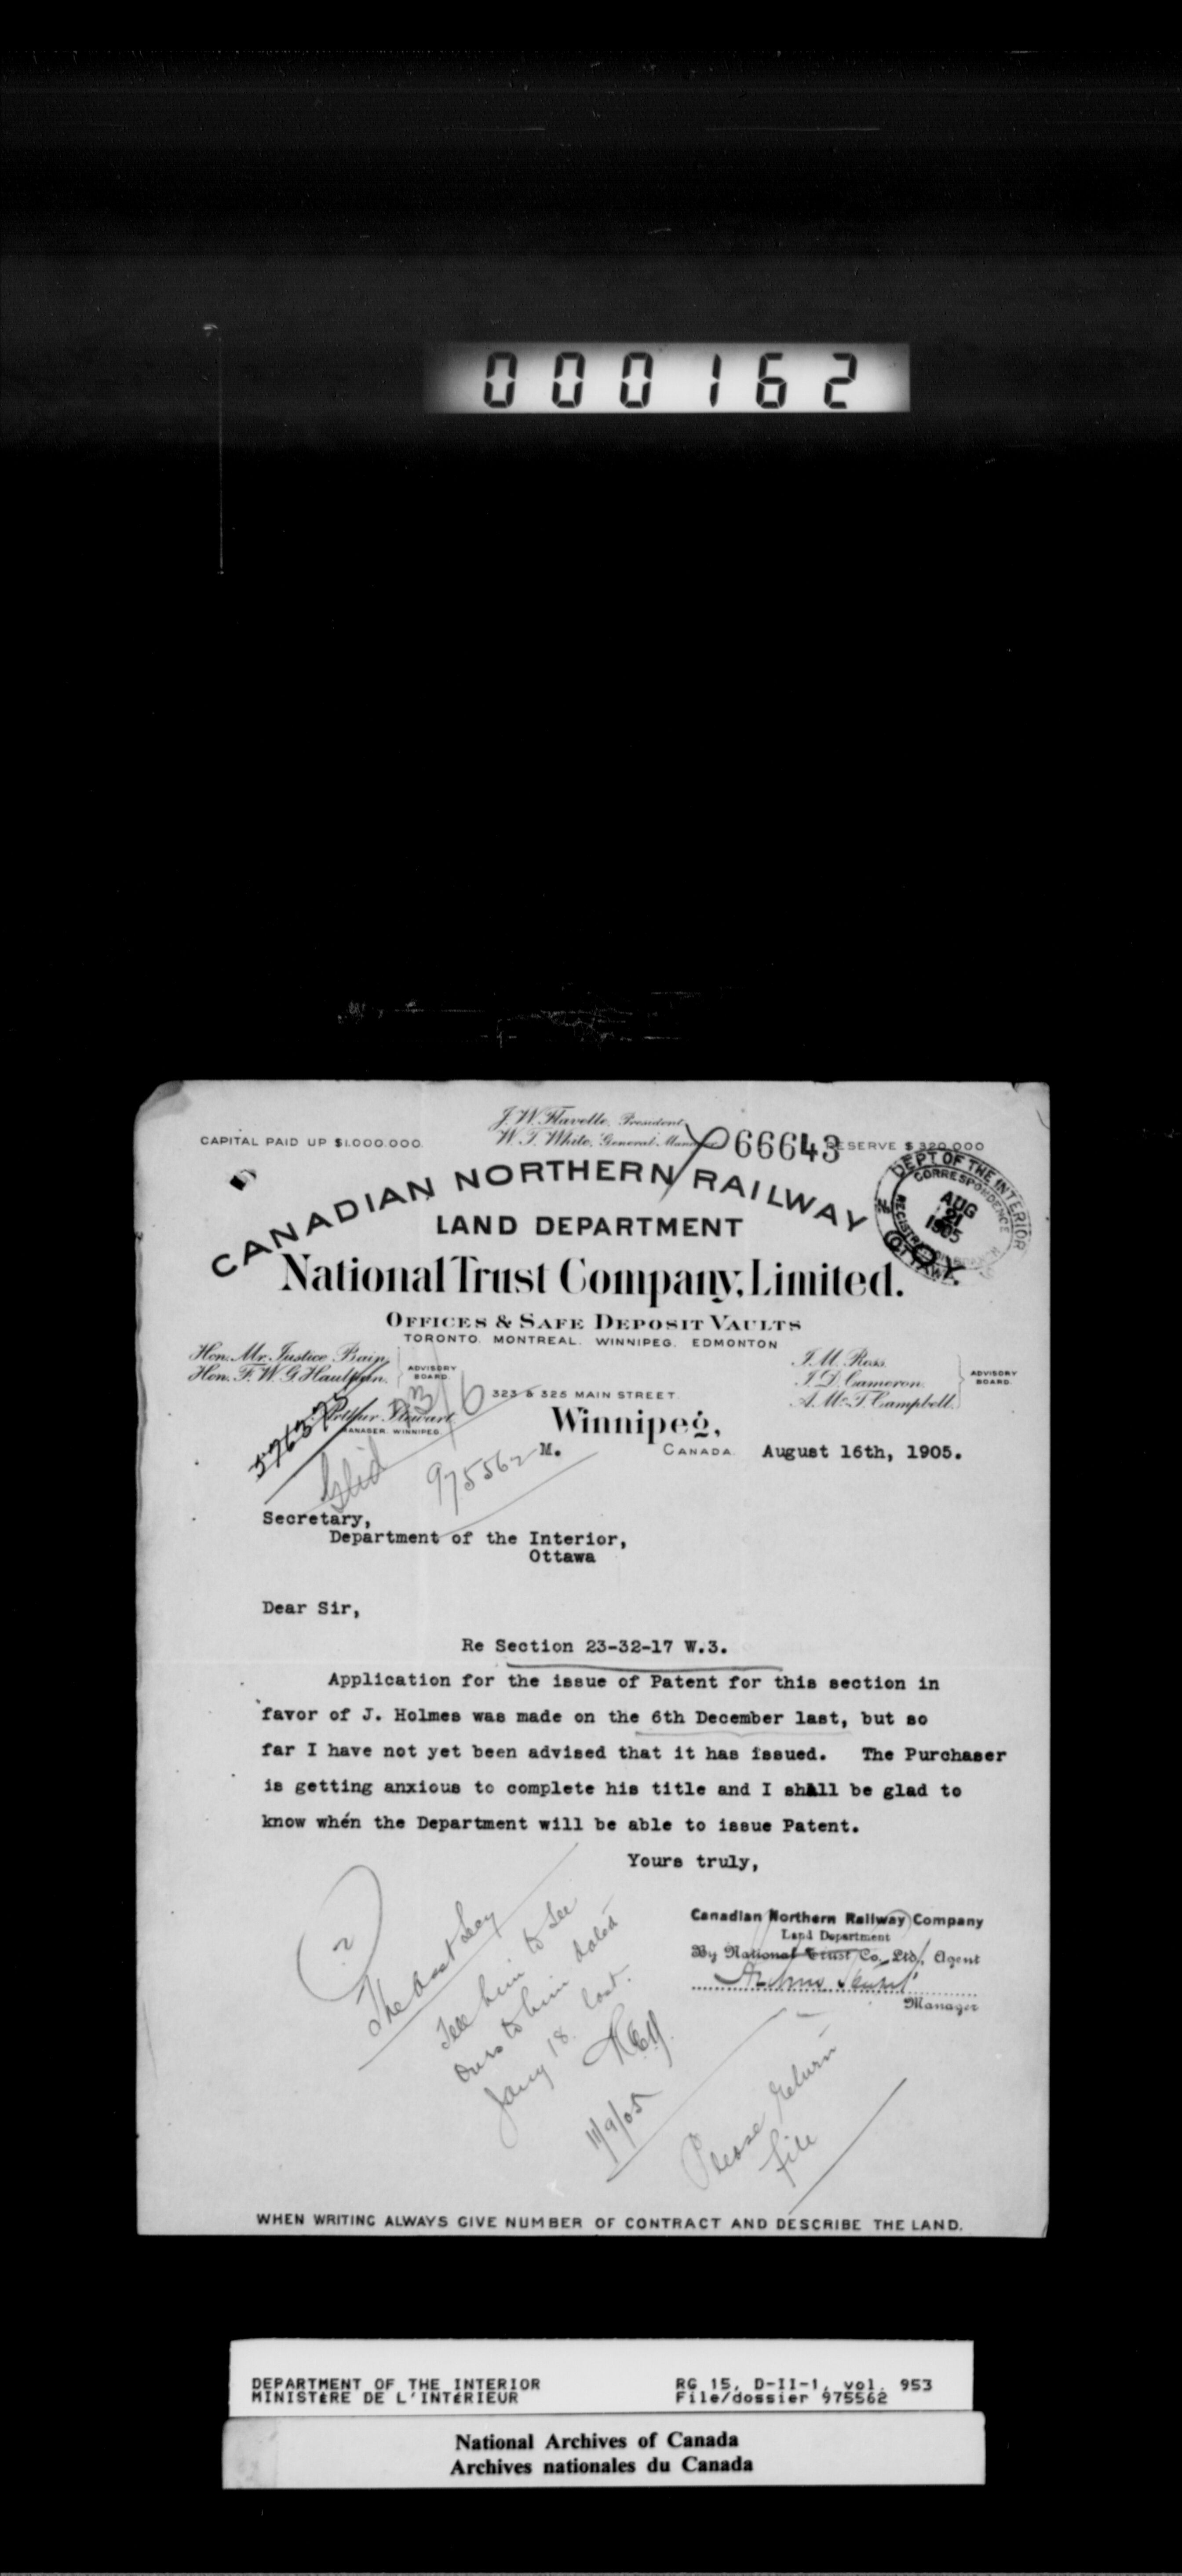 000162
J. W. Flavelle, President.
W. T. White, General Manager
CAPITAL PAID UP $1.000.000.
66643
RESERVE $320,000
CANADIAN NORTHERN RAILWAY
LAND DEPARTMENT
DEPT OF THE INTERIOR
CORRESPONDENCE
AUG
21
1905
OTTAWA
National Trust Company, Limited.
OFFICES & SAFE DEPOSIT VAULTS
TORONTO. MONTREAL. WINNIPEG. EDMONTON
Hon. Mr. Justice Bain,
Hon. F. W. G. Haultain.
ADVISORY
BOARD.
J. M. Ross.
J. D. Cameron.
A. Mc. T. Campbell.
ADVISORY
BOARD.
323 & 325 MAIN STREET.
Arthur Stewart
MANAGER. WINNIPEG.
Winnipeg,
CANADA.
M.
August 16th, 1905.
975562
Secretary,
Department of the Interior,
Ottawa
Dear Sir,
Re Section 23-32-17 W.3.
Application for the issue of Patent for this section in
favor of J. Holmes was made on the 6th December last, but so
far I have not yet been advised that it has issued. The Purchaser
is getting anxious to complete his title and I shall be glad to
know when the Department will be able to issue Patent.
Yours truly,
Canadian Northern Railway Company
Land Department
By National Trust Co. Ltd., Agent
Manager
The Asst Secy
Tell him to see
ours to him dated
Jany 18. last.
11/9/05
Please return
file
WHEN WRITING ALWAYS GIVE NUMBER OF CONTRACT AND DESCRIBE THE LAND.
DEPARTMENT OF THE INTERIOR
MINISTÈRE DE L'INTÉRIEUR
RG 15, D-II-1, vol. 953
File/dossier 975562
National Archives of Canada
Archives nationales du Canada